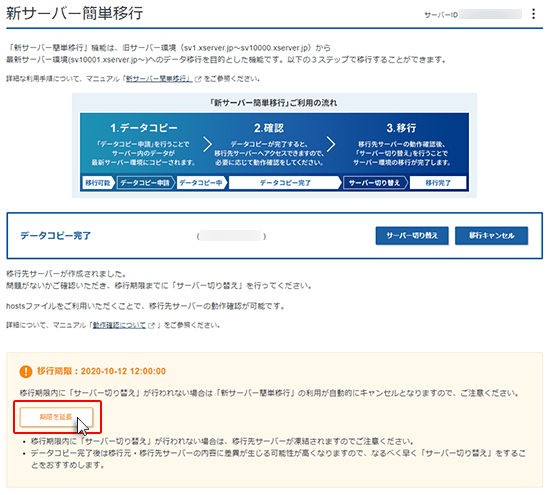 新サーバー簡単移行
サーバーID
「新サーバー簡単移行」機能は、旧サーバー環境（sv1.xserver.jp～sv10000.xserver.jp）から
最新サーバー環境(sv10001.xserver.jp～)へのデータ移行を目的とした機能です。以下の３ステップで移行することができます。
詳細な利用手順について、マニュアル「新サーバー簡単移行」をご参照ください。
「新サーバー簡単移行」ご利用の流れ
1.データコピー
「データコピー申請」を行うことで
サーバー内のデータが
最新サーバー環境にコピーされます。
2.確認
データコピーが完了すると、
移行先サーバーへアクセスできますので、
必要に応じて動作確認をしてください。
3.移行
移行先サーバーの動作確認後、
「サーバー切り替え」を行うことで
サーバー環境の移行が完了します。
移行可能 データコピー申請 データコピー中 データコピー完了 サーバー切り替え 移行完了
データコピー完了 ( ) サーバー切り替え 移行キャンセル
移行先サーバーが作成されました。
問題がないかご確認いただき、移行期限までに「サーバー切り替え」を行ってください。
hostsファイルをご利用いただくことで、移行先サーバーの動作確認が可能です。
詳細について、マニュアル「動作確認について」をご参照ください。
移行期限：2020-10-12 12:00:00
移行期限内に「サーバー切り替え」が行われない場合は「新サーバー簡単移行」の利用が自動的にキャンセルとなりますので、ご注意ください。
期限を延長
• 移行期限内に「サーバー切り替え」が行われない場合は、移行先サーバーが凍結されますのでご注意ください。
• データコピー完了後は移行元・移行先サーバーの内容に差異が生じる可能性が高くなりますので、なるべく早く「サーバー切り替え」をするこ
とをおすすめします。